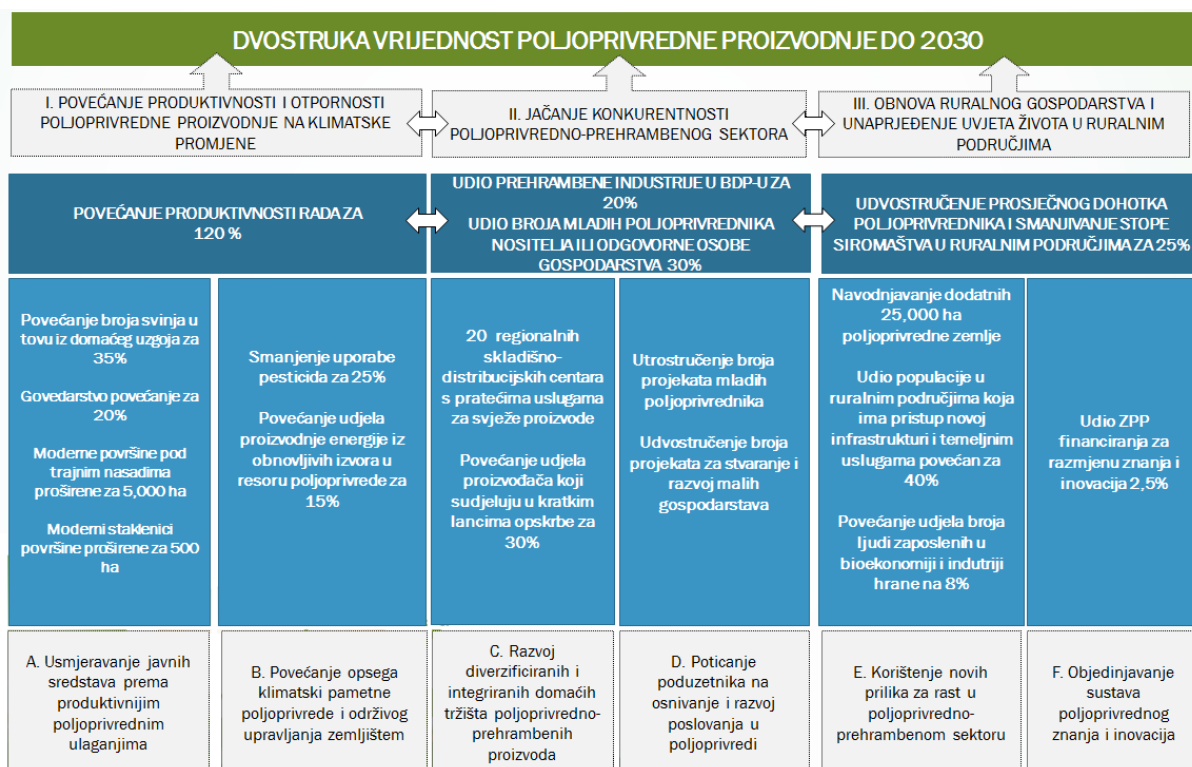 DVOSTRUKA VRIJEDNOST POLJOPRIVREDNE PROIZVODNJE DO 2030
I. POVEĆANJE PRODUKTIVNOSTI I OTPORNOSTI
POLJOPRIVREDNE PROIZVODNJE NA KLIMATSKE
PROMJENE
II. JAČANJE KONKURENTNOSTI
POLJOPRIVREDNO-PREHRAMBENOG SEKTORA
III. OBNOVA RURALNOG GOSPODARSTVA I
UNAPRJEĐENJE UVJETA ŽIVOTA U RURALNIM
PODRUČJIMA
POVEĆANJE PRODUKTIVNOSTI RADA ZA
120 %
UDIO PREHRAMBENE INDUSTRIJE U BDP-U ZA
20%
UDIO BROJA MLADIH POLJOPRIVREDNIKA
NOSITELJA ILI ODGOVORNE OSOBE
GOSPODARSTVA 30%
UDVOSTRUČENJE PROSJEČNOG DOHOTKA
POLJOPRIVREDNIKA I SMANJIVANJE STOPE
SIROMAŠTVA U RURALNIM PODRUČJIMA ZA 25%
Povećanje broja svinja u
tovu iz domaćeg uzgoja za
35%
Govedarstvo povećanje za
20%
Moderne površine pod
trajnim nasadima
proširene za 5,000 ha
Moderni staklenici
površine proširene za 500
ha
Smanjenje uporabe
pesticida za 25%
Povećanje udjela
proizvodnje energije iz
obnovljivih izvora u
resoru poljoprivrede za
15%
20 regionalnih
skladišno-
distribucijskih centara
s pratećima uslugama
za svježe proizvode
Povećanje udjela
proizvođača koji
sudjeluju u kratkim
lancima opskrbe za
30%
Utrostručenje broja
projekata mladih
poljoprivrednika
Udvostručenje broja
projekata za stvaranje i
razvoj malih
gospodarstava
Navodnjavanje dodatnih
25,000 ha
poljoprivredne zemlje
Udio populacije u
ruralnim područjima koja
ima pristup novoj
infrastrukturi i temeljnim
uslugama povećan za
40%
Povećanje udjela broja
ljudi zaposlenih u
bioekonomiji i indutriji
hrane na 8%
Udio ZPP
financiranja za
razmjenu znanja i
inovacija 2,5%
A. Usmjeravanje javnih
sredstava prema
produktivnijim
poljoprivrednim
ulaganjima
B. Povećanje opsega
klimatski pametne
poljoprivrede i održivog
upravljanja zemljištem
C. Razvoj
diverzificiranih i
integriranih domaćih
tržišta poljoprivredno-
prehrambenih
proizvoda
D. Poticanje
poduzetnika na
osnivanje i razvoj
poslovanja u
poljoprivredi
E. Korištenje novih
prilika za rast u
poljoprivredno-
prehrambenom sektoru
F. Objedinjavanje
sustava
poljoprivrednog
znanja i inovacija